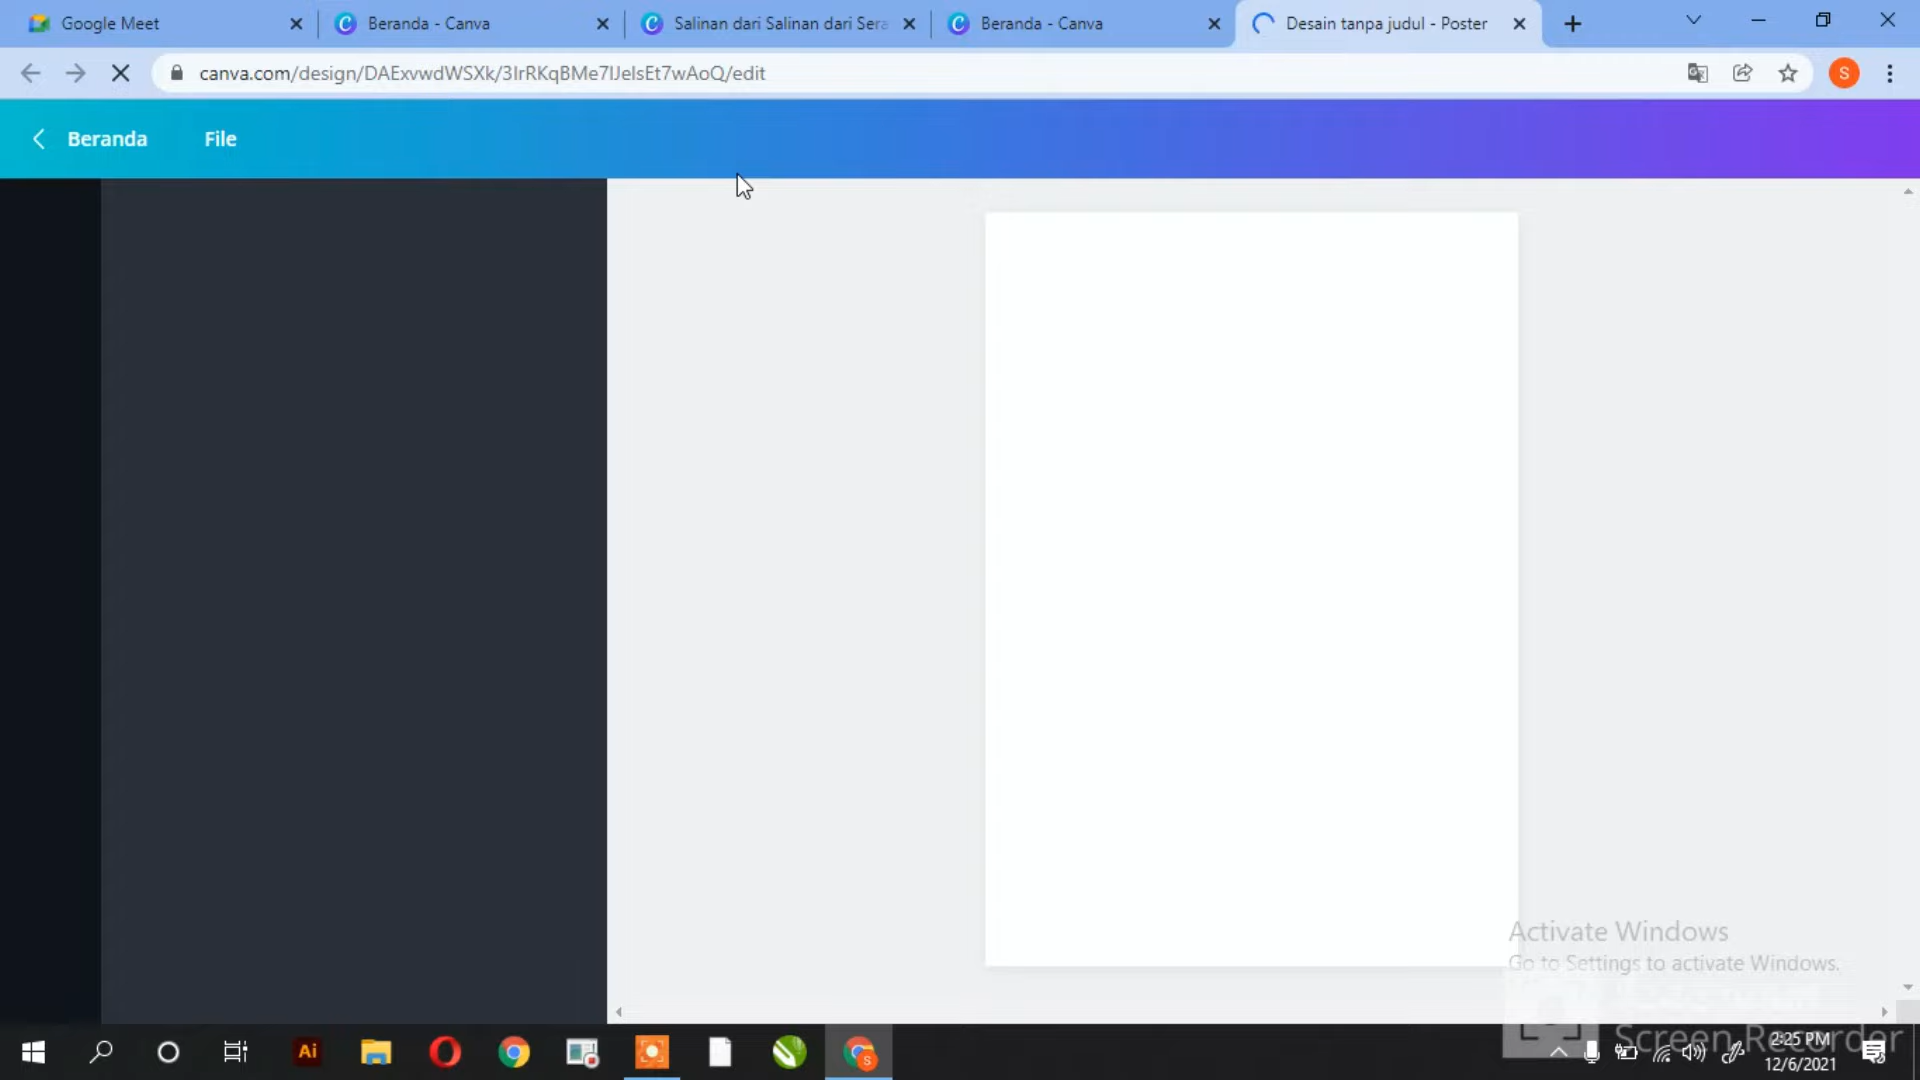 Google Meet
Beranda - Canva
Salinan dari Salinan dari Sera
Beranda - Canva
Desain tanpa judul - Poster
canva.com/design/DAExvwdWSXk/3IrRKqBMe7lJelsEt7wAoQ/edit
S
Beranda
File
Activate Windows
Go to Settings to activate Windows.
Screen Recorder
Ai
S
2:25 PM
12/6/2021